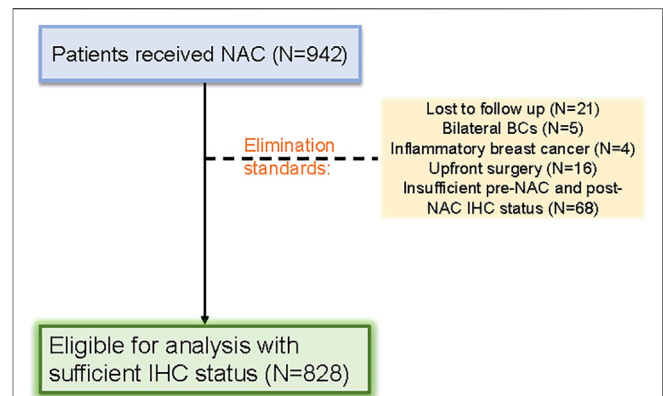 Patients received NAC (N=942)
Elimination
standards:
Lost to follow up (N=21)
Bilateral BCs (N=5)
Inflammatory breast cancer (N=4)
Upfront surgery (N=16)
Insufficient pre-NAC and post-
NAC IHC status (N=68)
Eligible for analysis with
sufficient IHC status (N=828)